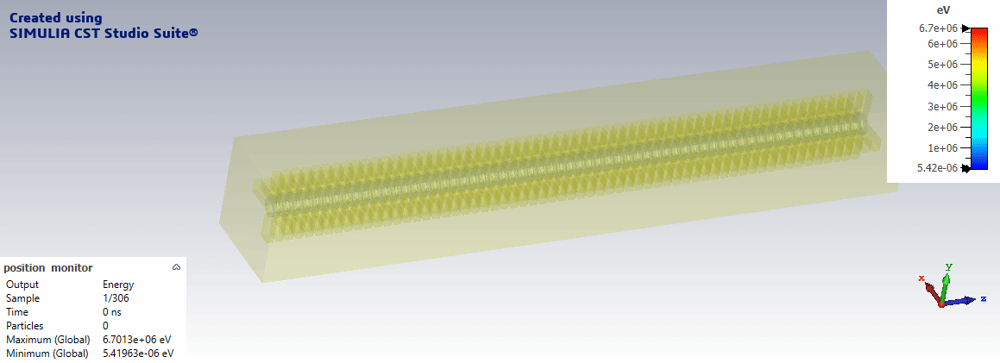 Created using
SIMULIA CST Studio Suite®
eV
6.7e+06
6e+06
5e+06
4e+06
3e+06
2e+06
1e+06
5.42e-06
position monitor
Output Energy
Sample 1/306
Time 0 ns
Particles 0
Maximum (Global) 6.7013e+06 eV
Minimum (Global) 5.41963e-06 eV
x
y
z